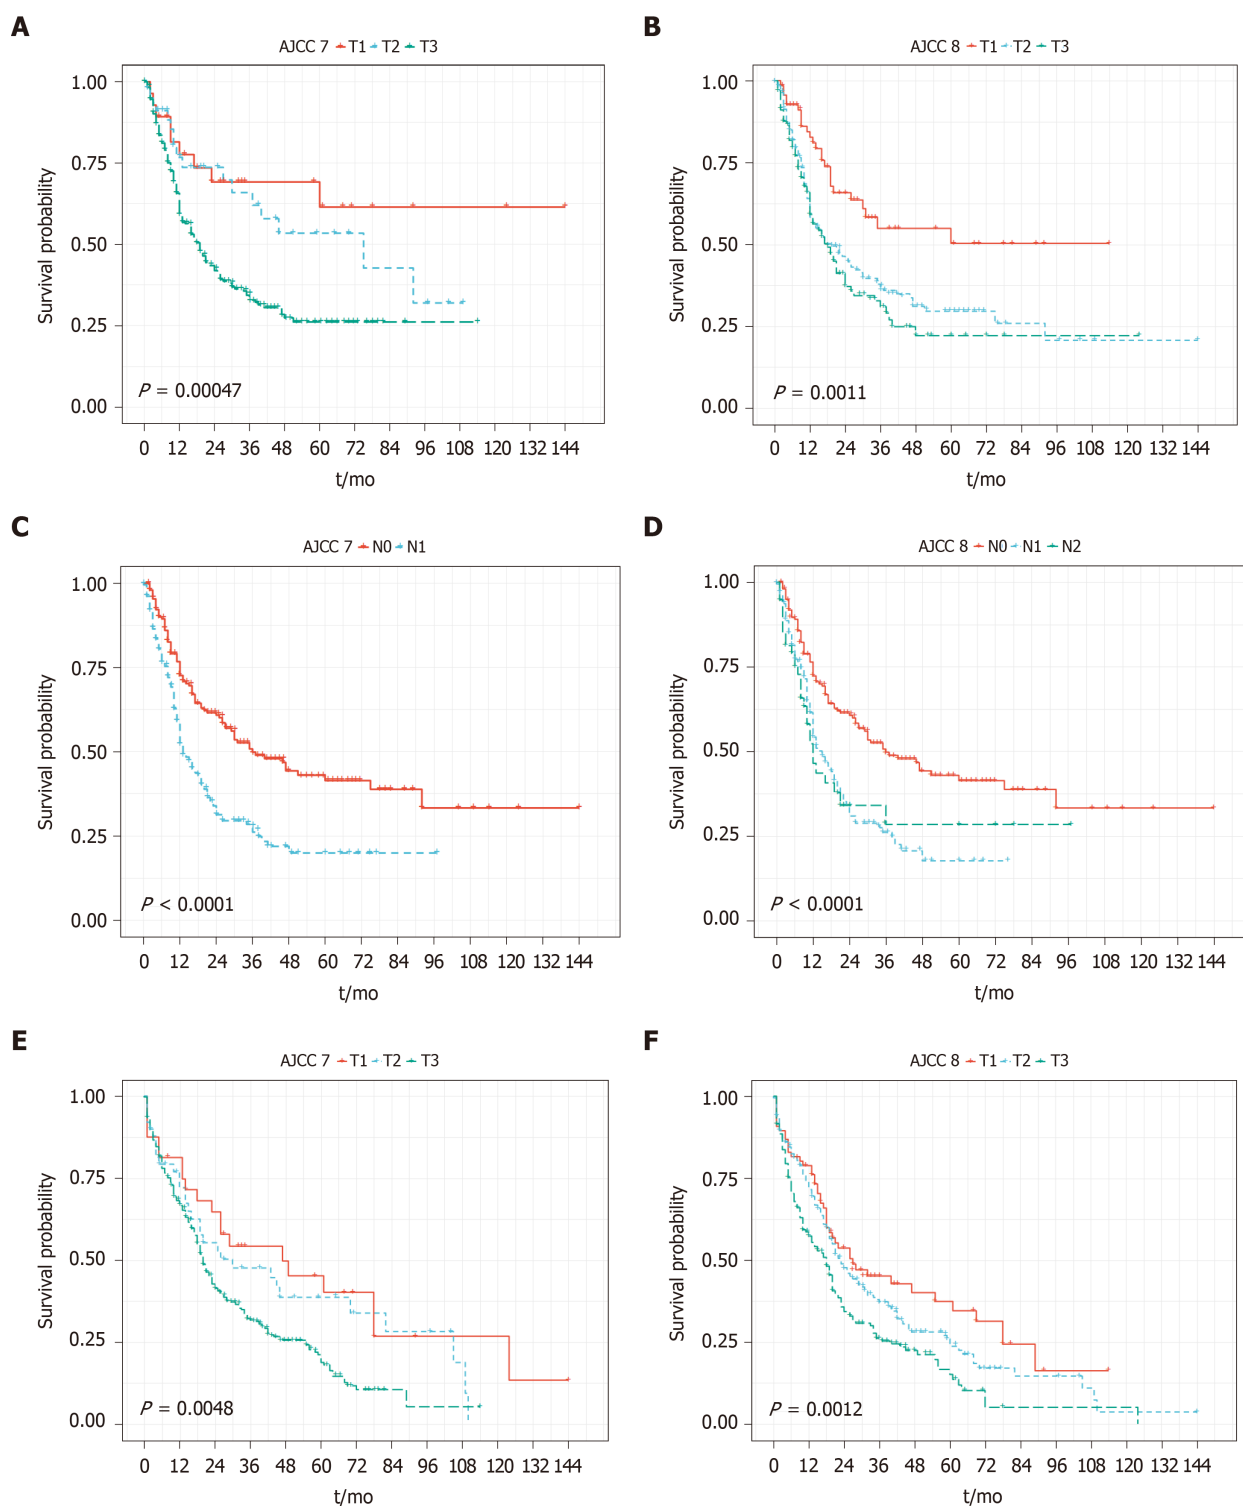 A
AJCC 7 T1 T2 T3
Survival probability
1.00
0.75
0.50
0.25
0.00
P = 0.00047
0 12 24 36 48 60 72 84 96 108 120 132 144
t/mo
B
AJCC 8 T1 T2 T3
Survival probability
1.00
0.75
0.50
0.25
0.00
P = 0.0011
0 12 24 36 48 60 72 84 96 108 120 132 144
t/mo
C
AJCC 7 N0 N1
Survival probability
1.00
0.75
0.50
0.25
0.00
P < 0.0001
0 12 24 36 48 60 72 84 96 108 120 132 144
t/mo
D
AJCC 8 N0 N1 N2
Survival probability
1.00
0.75
0.50
0.25
0.00
P < 0.0001
0 12 24 36 48 60 72 84 96 108 120 132 144
t/mo
E
AJCC 7 T1 T2 T3
Survival probability
1.00
0.75
0.50
0.25
0.00
P = 0.0048
0 12 24 36 48 60 72 84 96 108 120 132 144
t/mo
F
AJCC 8 T1 T2 T3
Survival probability
1.00
0.75
0.50
0.25
0.00
P = 0.0012
0 12 24 36 48 60 72 84 96 108 120 132 144
t/mo